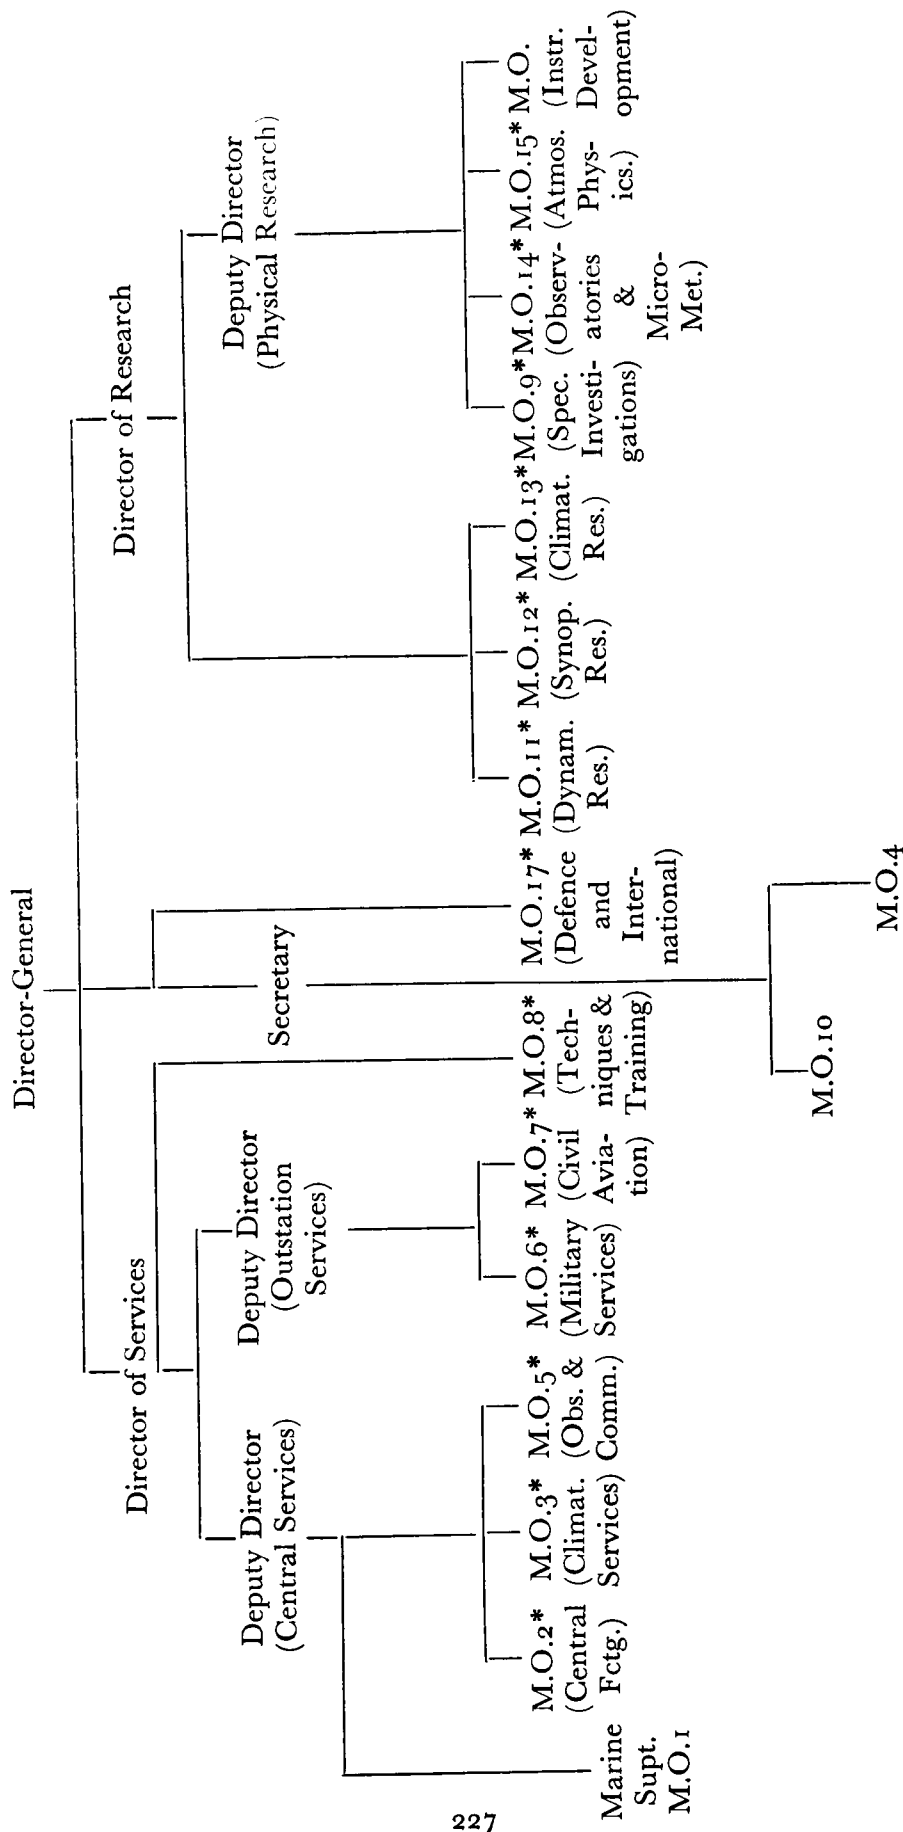 Director-General
Director of Services
Secretary
Director of Research
Deputy Director
(Central Services)
Deputy Director
(Outstation
Services)
Deputy Director
(Physical Research)
Marine
Supt.
M.O.1
M.O.2*
(Central
Fctg.)
M.O.3*
(Climat.
Services)
M.O.5*
(Obs. &
Comm.)
M.O.6*
(Military
Services)
M.O.7*
(Civil
Avia-
tion)
M.O.8*
(Tech-
niques &
Training)
M.O.17*
(Defence
and
Inter-
national)
M.O.11*
(Dynam.
Res.)
M.O.12*
(Synop.
Res.)
M.O.13*
(Climat.
Res.)
M.O.9*
(Spec.
Investi-
gations)
M.O.14*
(Observ-
atories
&
Micro-
Met.)
M.O.15*
(Atmos.
Phys-
ics.)
M.O.
(Instr.
Devel-
opment)
M.O.10
M.O.4
227